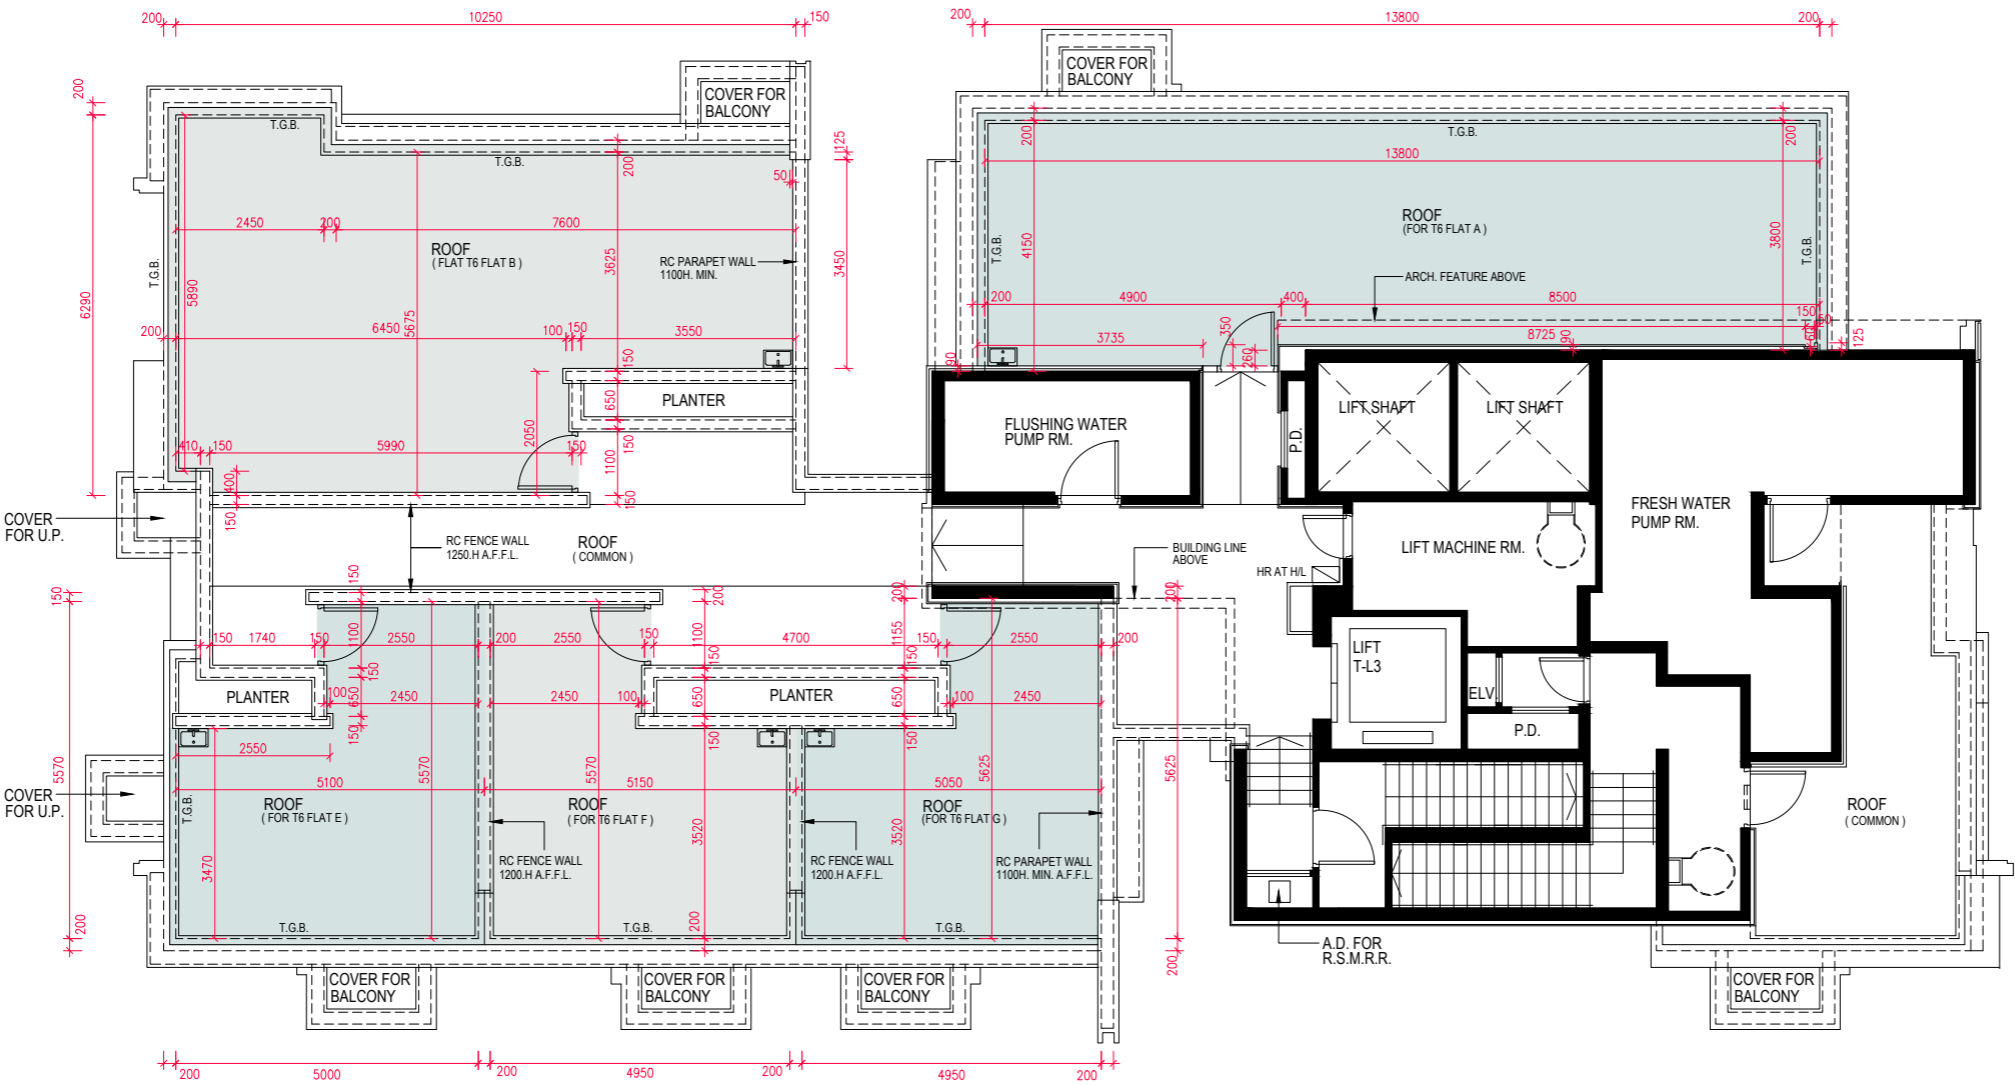 200
10250
150
200
13800
200
COVER FOR
BALCONY
COVER FOR
BALCONY
200
6290
T.G.B.
T.G.B.
T.G.B.
125
200
50
3450
2450
200
7600
ROOF
( FLAT T6 FLAT B )
RC PARAPET WALL
1100H. MIN.
5890
5675
3625
200
6450
100
150
3550
150
650
2050
150
1100
150
PLANTER
410
150
5990
150
400
150
200
200
T.G.B.
13800
T.G.B.
T.G.B.
4150
3800
ROOF
(FOR T6 FLAT A )
ARCH. FEATURE ABOVE
200
4900
400
8500
150
50
3735
350
260
8725
90
60
125
90
FLUSHING WATER
PUMP RM.
P.D.
LIFT SHAFT
LIFT SHAFT
FRESH WATER
PUMP RM.
LIFT MACHINE RM.
COVER
FOR U.P.
RC FENCE WALL
1250.H A.F.F.L.
ROOF
( COMMON )
BUILDING LINE
ABOVE
HR AT H/L
150
5570
200
150
200
200
200
150
1740
150
1100
2550
200
2550
150
1100
4700
1155
150
2550
200
150
150
150
PLANTER
100
650
2450
2450
100
650
PLANTER
650
100
2450
150
150
150
2550
LIFT
T-L3
ELV.
P.D.
5100
5570
5570
5150
5050
5625
5625
COVER
FOR U.P.
T.G.B.
ROOF
( FOR T6 FLAT E )
ROOF
( FOR T6 FLAT F )
ROOF
(FOR T6 FLAT G )
ROOF
( COMMON )
3470
3520
3520
RC FENCE WALL
1200.H A.F.F.L.
RC FENCE WALL
1200.H A.F.F.L.
RC PARAPET WALL
1100H. MIN. A.F.F.L.
T.G.B.
T.G.B.
T.G.B.
200
200
A.D. FOR
R.S.M.R.R.
COVER FOR
BALCONY
COVER FOR
BALCONY
COVER FOR
BALCONY
COVER FOR
BALCONY
200
5000
200
4950
200
4950
200